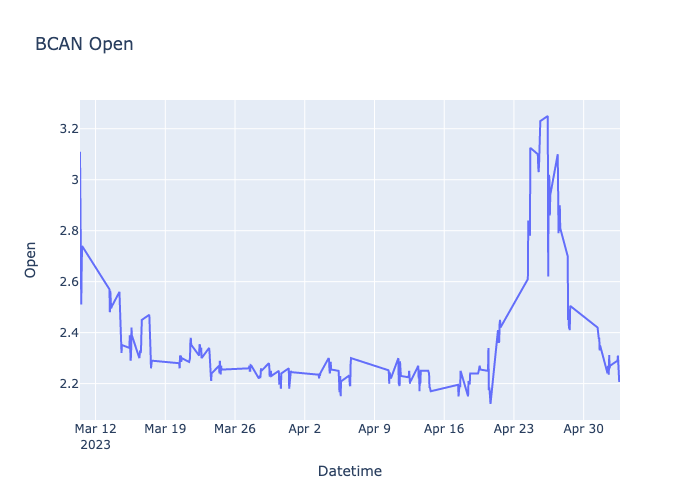 BCAN Open
Open
3.2
3
2.8
2.6
2.4
2.2
Mar 12
2023
Mar 19
Mar 26
Apr 2
Apr 9
Apr 16
Apr 23
Apr 30
Datetime